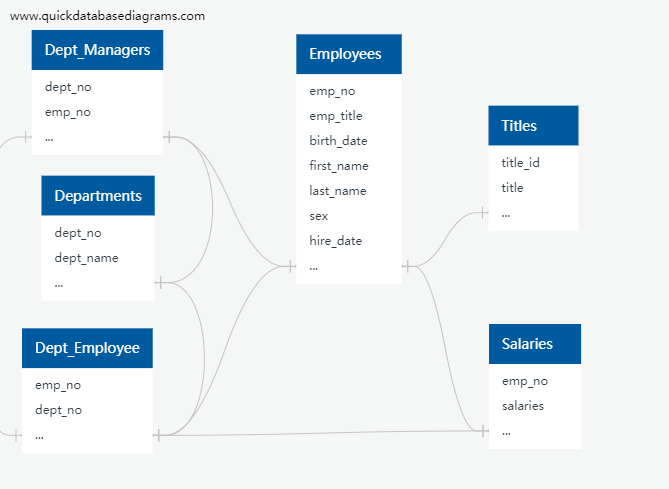 www.quickdatabasediagrams.com
Dept_Managers
dept_no
emp_no
...
Departments
dept_no
dept_name
...
Dept_Employee
emp_no
dept_no
...
Employees
emp_no
emp_title
birth_date
first_name
last_name
sex
hire_date
...
Titles
title_id
title
...
Salaries
emp_no
salaries
...